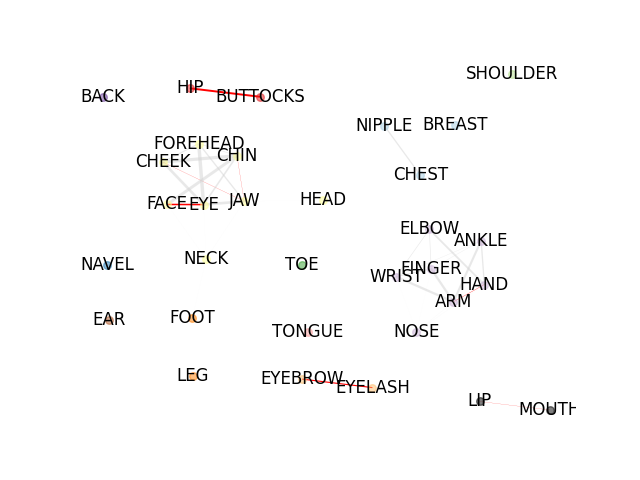 SHOULDER
BACK
HIP
BUTTOCKS
NIPPLE
BREAST
FOREHEAD
CHEEK
CHIN
CHEST
FACE
EYE
JAW
HEAD
ELBOW
ANKLE
NAVEL
NECK
TOE
WRIST
FINGER
HAND
ARM
EAR
FOOT
TONGUE
NOSE
LEG
EYEBROW
EYELASH
LIP
MOUTH